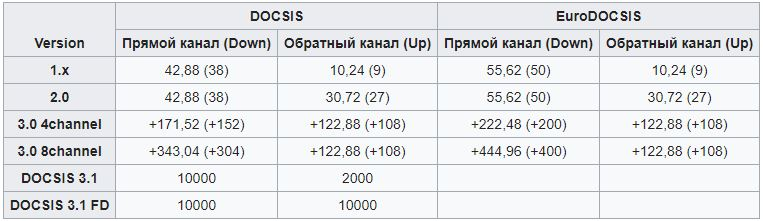 DOCSIS EuroDOCSIS
Version Прямой канал (Down) Обратный канал (Up) Прямой канал (Down) Обратный канал (Up)
1.x 42,88 (38) 10,24 (9) 55,62 (50) 10,24 (9)
2.0 42,88 (38) 30,72 (27) 55,62 (50) 30,72 (27)
3.0 4channel +171,52 (+152) +122,88 (+108) +222,48 (+200) +122,88 (+108)
3.0 8channel +343,04 (+304) +122,88 (+108) +444,96 (+400) +122,88 (+108)
DOCSIS 3.1 10000 2000
DOCSIS 3.1 FD 10000 10000